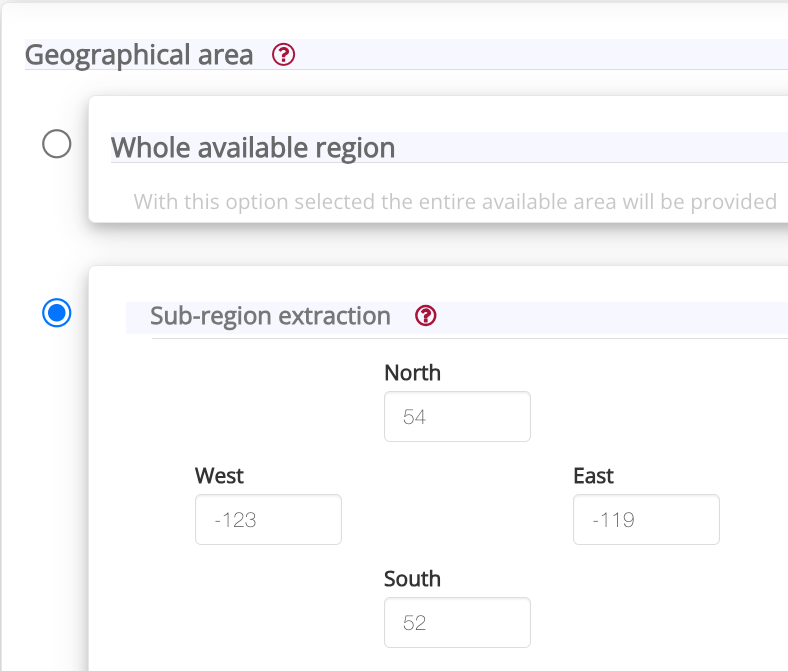 Geographical area ?
Whole available region
With this option selected the entire available area will be provided
Sub-region extraction ?
North
54
West
East
-123
-119
South
52